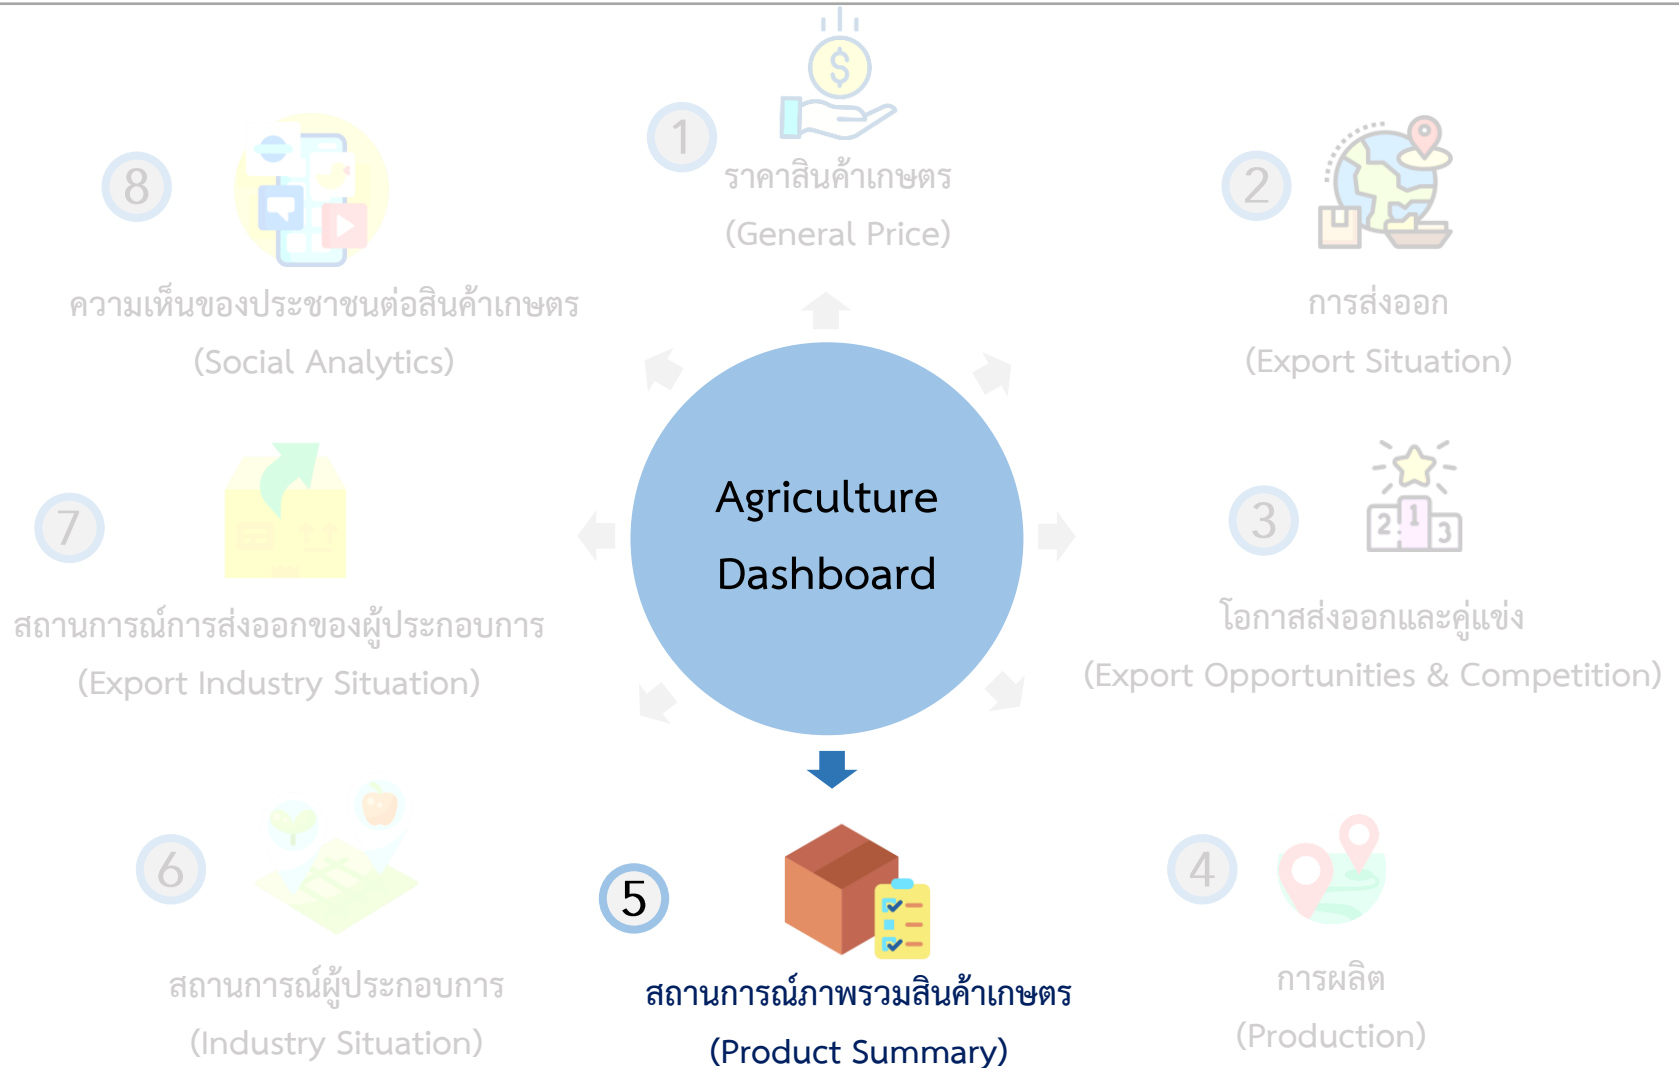 1
ราคาสินค้าเกษตร
(General Price)
2
การส่งออก
(Export Situation)
3
2 1 3
โอกาสส่งออกและคู่แข่ง
(Export Opportunities & Competition)
4
การผลิต
(Production)
5
สถานการณ์ภาพรวมสินค้าเกษตร
(Product Summary)
6
สถานการณ์ผู้ประกอบการ
(Industry Situation)
7
สถานการณ์การส่งออกของผู้ประกอบการ
(Export Industry Situation)
8
ความเห็นของประชาชนต่อสินค้าเกษตร
(Social Analytics)
Agriculture
Dashboard
$